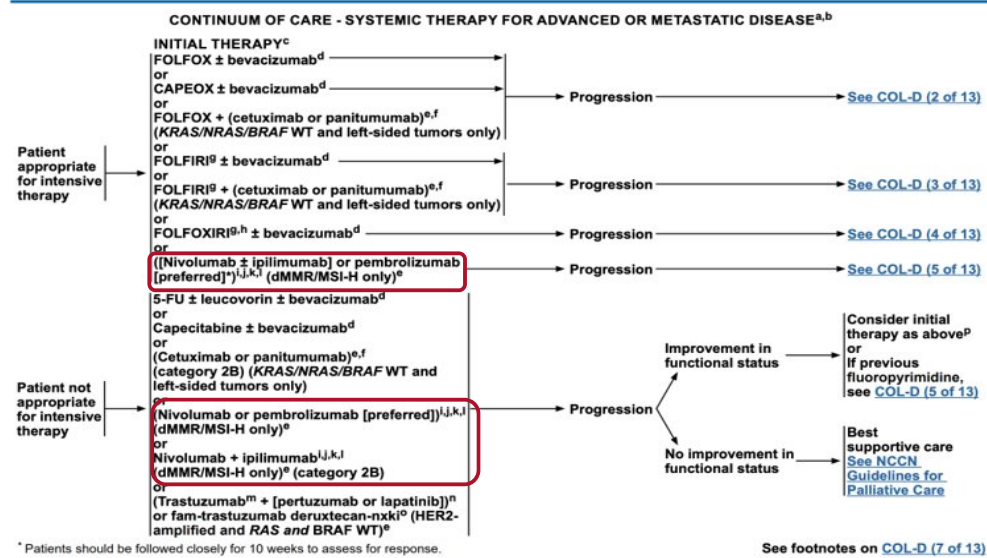 CONTINUUM OF CARE - SYSTEMIC THERAPY FOR ADVANCED OR METASTATIC DISEASEa,b
INITIAL THERAPYc
Patient
appropriate
for intensive
therapy
FOLFOX ± bevacizumabd
or
CAPEOX ± bevacizumabd
or
FOLFOX + (cetuximab or panitumumab)e,f
(KRAS/NRAS/BRAF WT and left-sided tumors only)
Progression
See COL-D (2 of 13)
or
FOLFIRIg ± bevacizumabd
or
FOLFIRIg + (cetuximab or panitumumab)e,f
(KRAS/NRAS/BRAF WT and left-sided tumors only)
Progression
See COL-D (3 of 13)
or
FOLFOXIRIg,h ± bevacizumabd
Progression
See COL-D (4 of 13)
or
([Nivolumab ± ipilimumab] or pembrolizumab
[preferred]*)i,j,k,l (dMMR/MSI-H only)e
Progression
See COL-D (5 of 13)
Patient not
appropriate
for intensive
therapy
5-FU ± leucovorin ± bevacizumabd
or
Capecitabine ± bevacizumabd
or
(Cetuximab or panitumumab)e,f
(category 2B) (KRAS/NRAS/BRAF WT and
left-sided tumors only)
or
(Nivolumab or pembrolizumab [preferred])i,j,k,l
(dMMR/MSI-H only)e
or
Nivolumab + ipilimumabi,j,k,l
(dMMR/MSI-H only)e (category 2B)
or
(Trastuzumabm + [pertuzumab or lapatinib])n
or fam-trastuzumab deruxtecan-nxkio (HER2-
amplified and RAS and BRAF WT)e
Progression
Improvement in
functional status
Consider initial
therapy as abovep
or
If previous
fluoropyrimidine,
see COL-D (5 of 13)
No improvement in
functional status
Best
supportive care
See NCCN
Guidelines for
Palliative Care
* Patients should be followed closely for 10 weeks to assess for response.
See footnotes on COL-D (7 of 13)